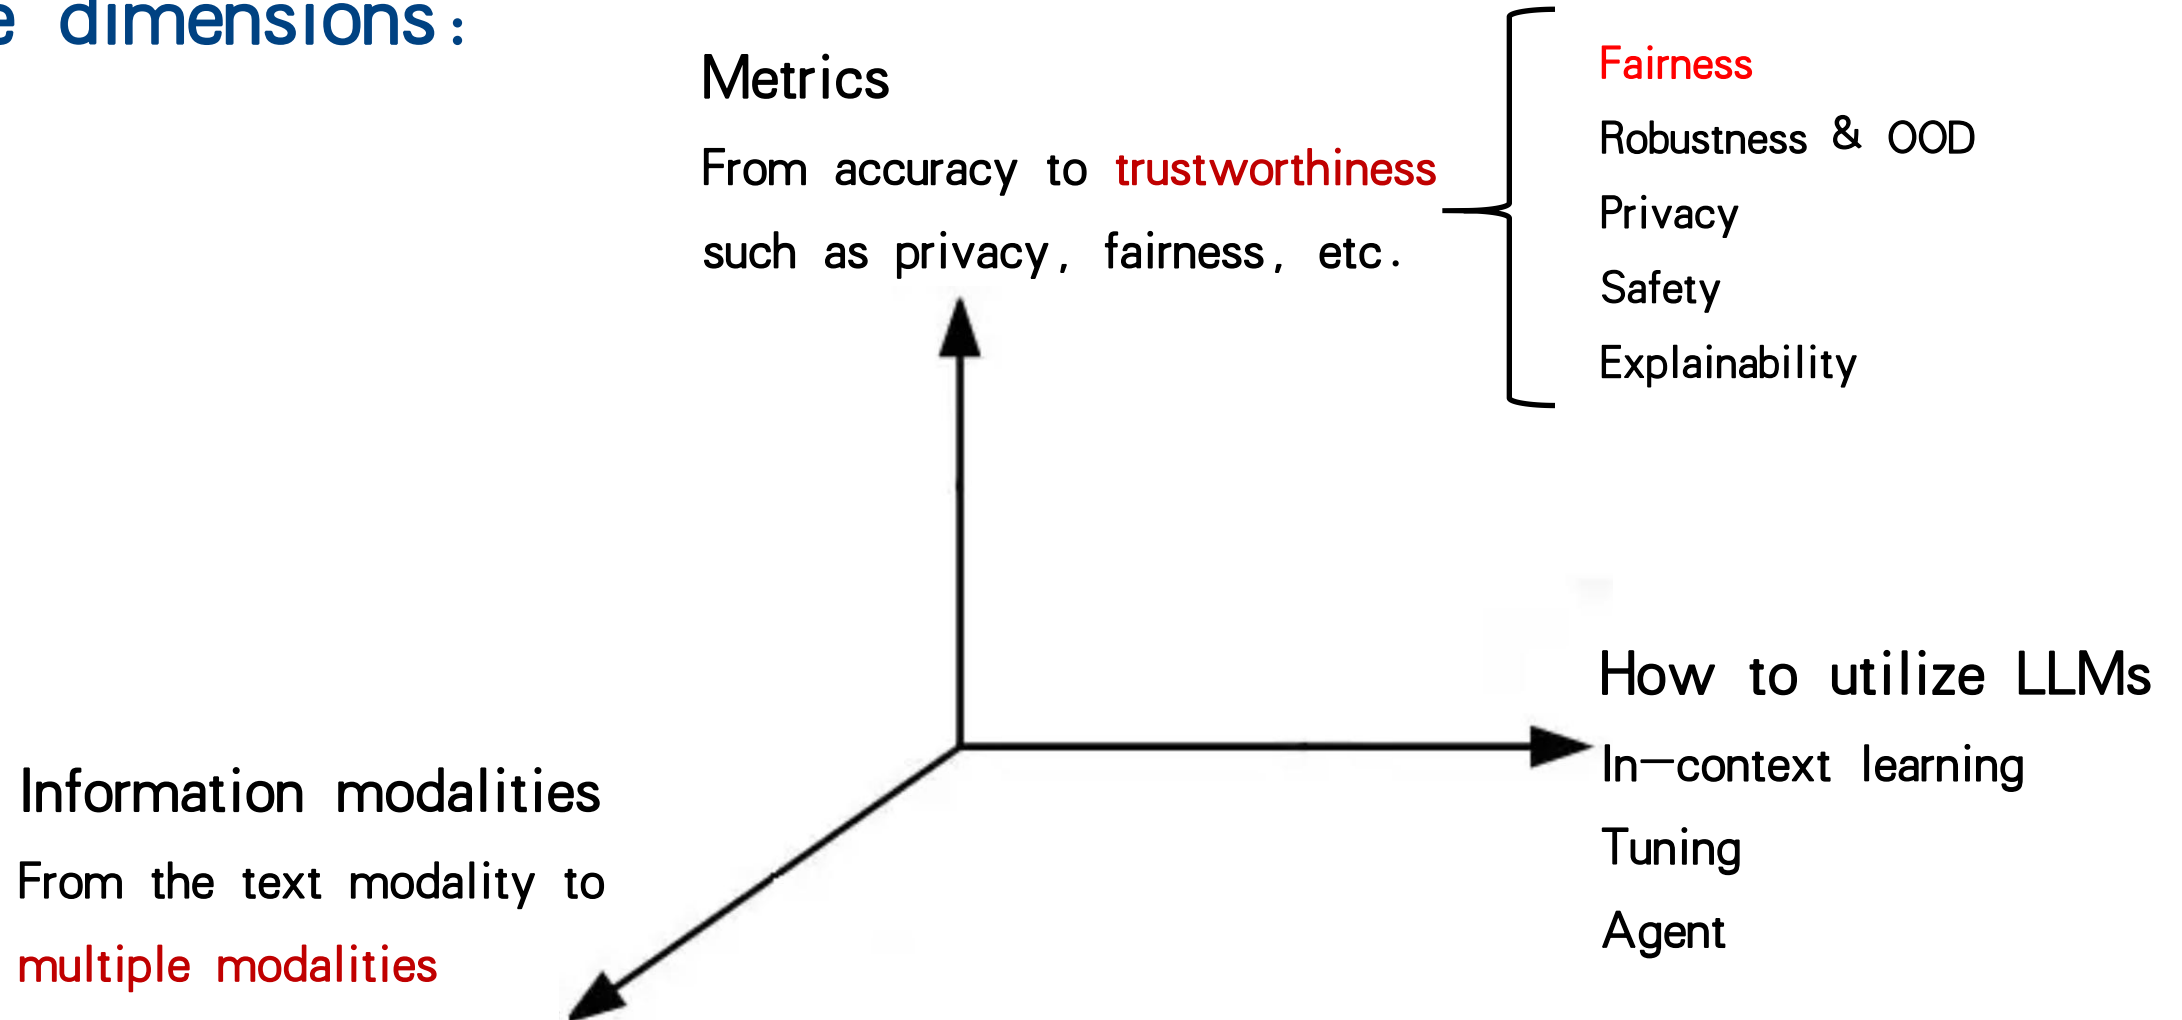 dimensions:
Metrics
From accuracy to trustworthiness
such as privacy, fairness, etc.
Fairness
Robustness & OOD
Privacy
Safety
Explainability
How to utilize LLMs
In-context learning
Tuning
Agent
Information modalities
From the text modality to
multiple modalities